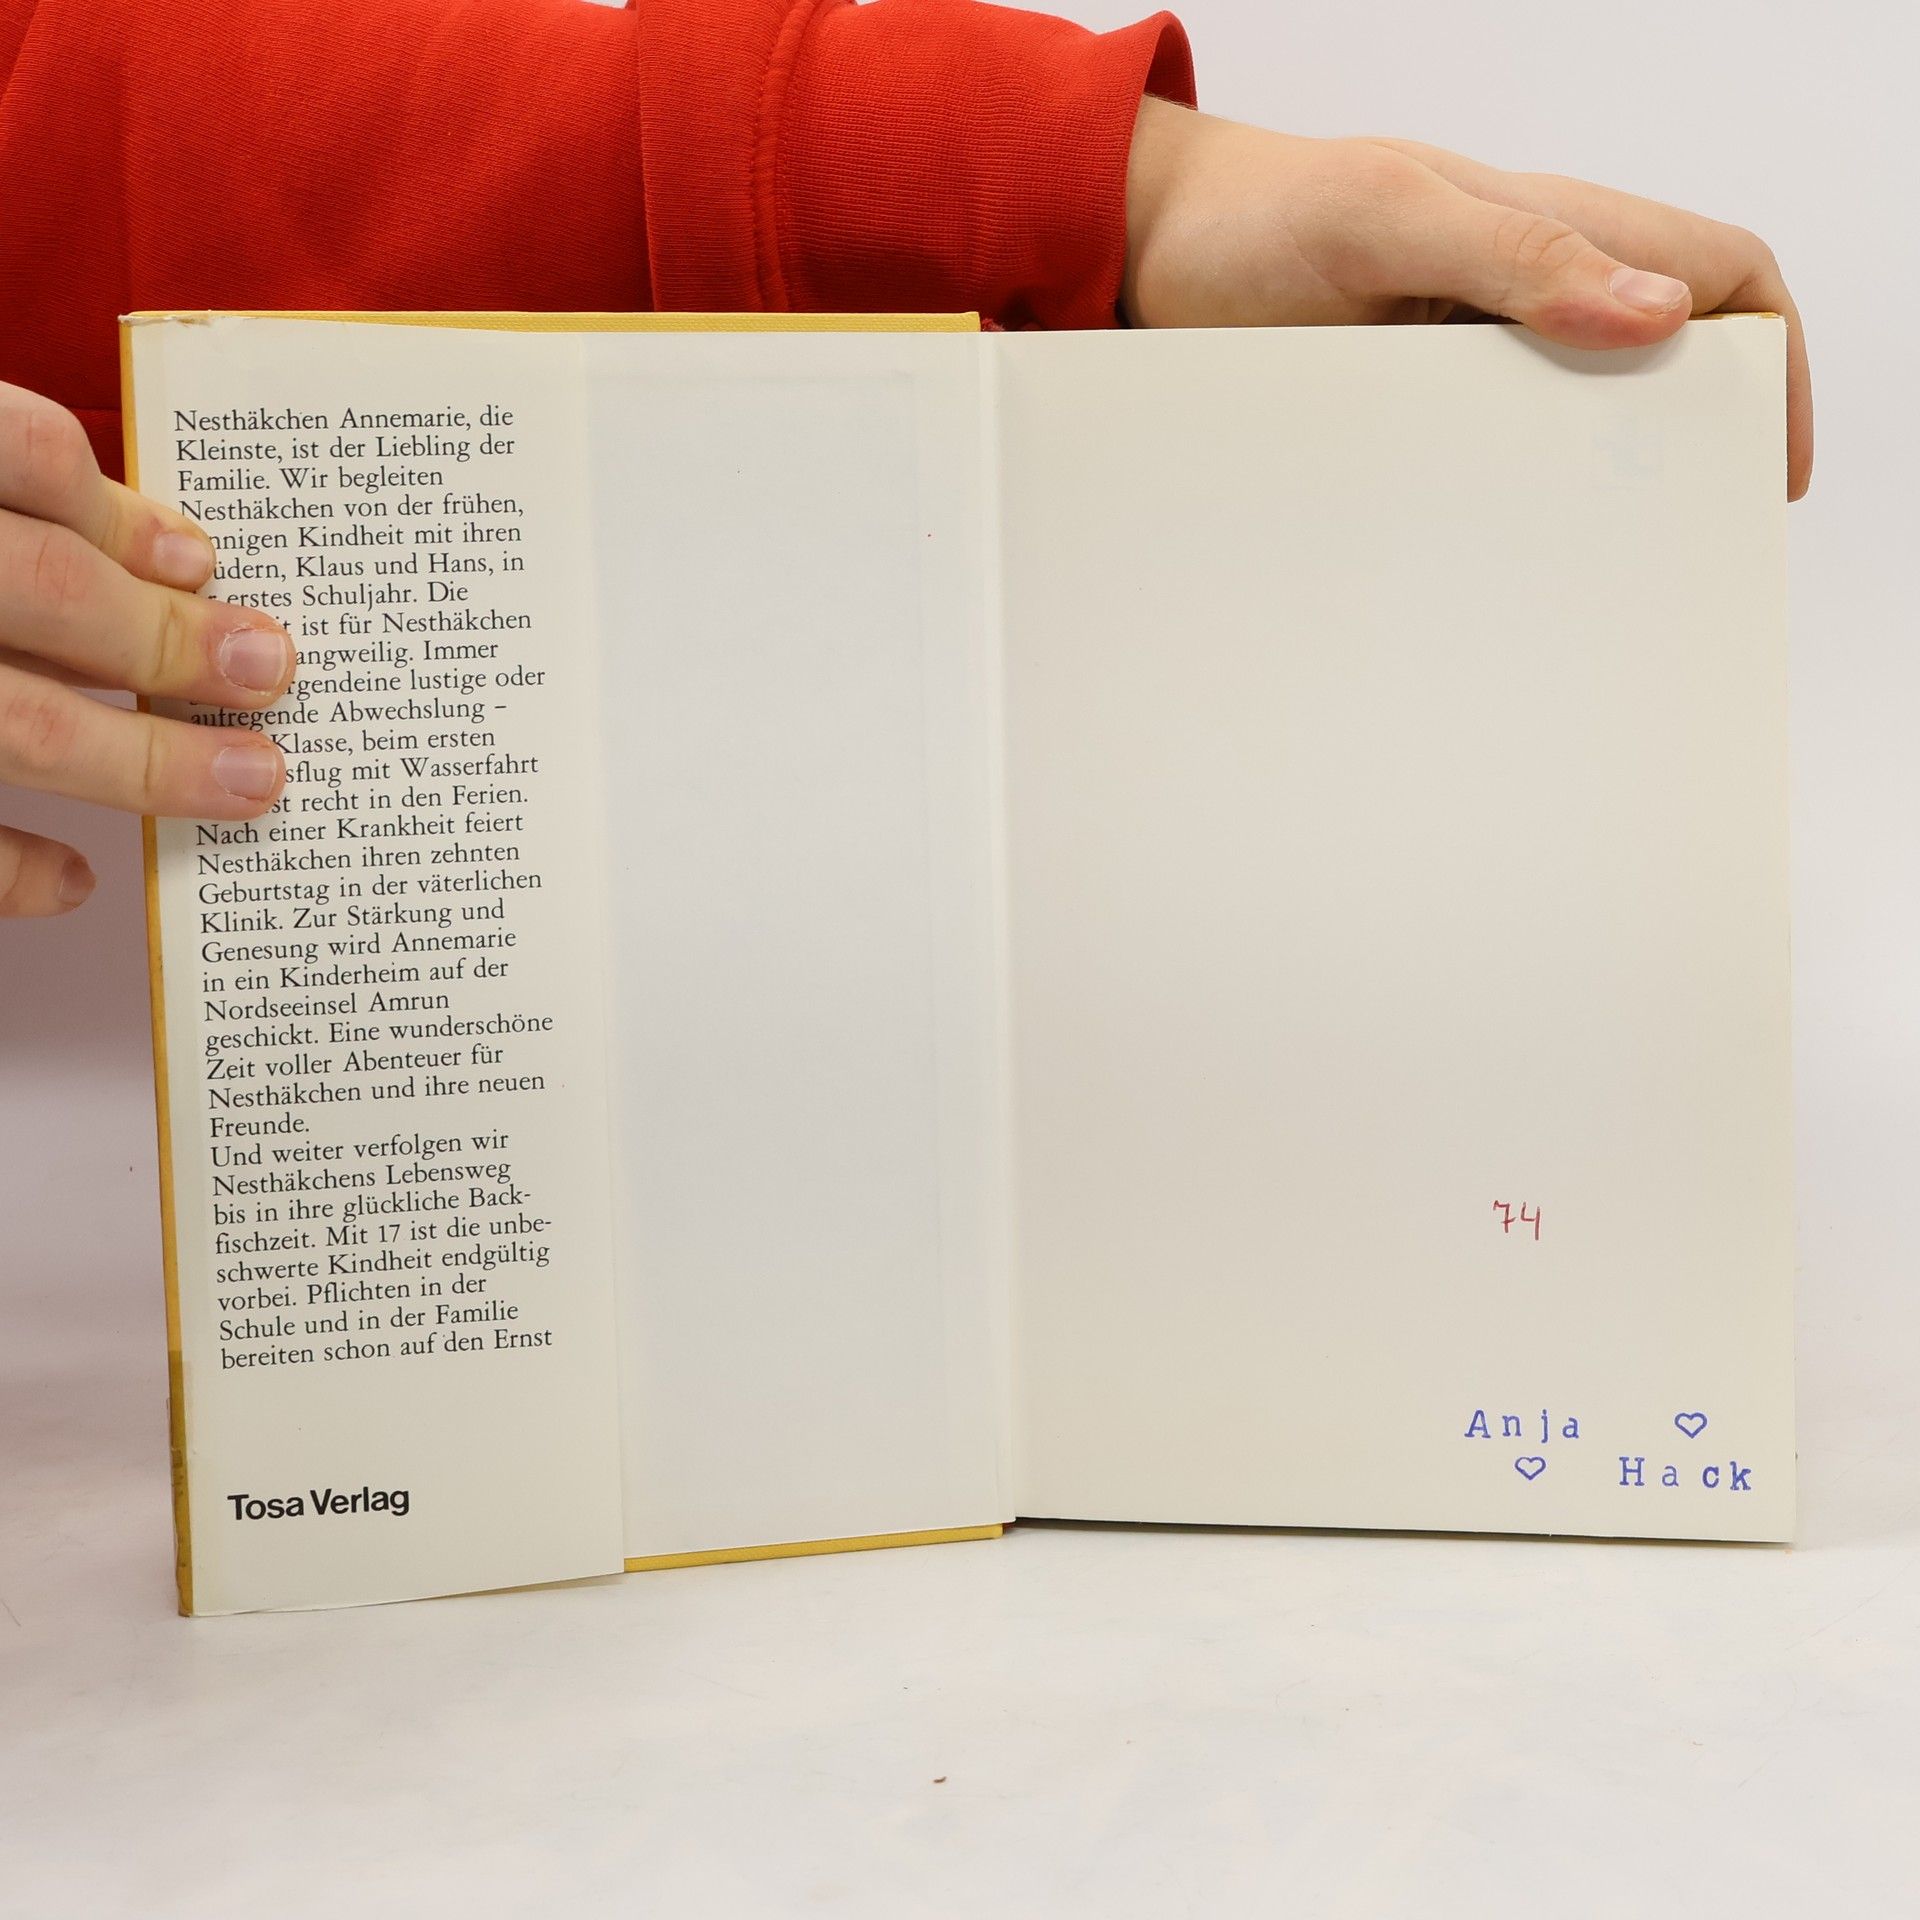 Nesthäkchen Annemarie, die
Kleinste, ist der Liebling der
Familie. Wir begleiten
Nesthäkchen von der frühen,
Kindheit mit ihren
Klaus und Hans, in
erstes Schuljahr. Die
ist für Nesthäkchen
Immer
lustige oder
aufregende Abwechslung –
Klasse, beim ersten
mit Wasserfahrt
recht in den Ferien.
Nach einer Krankheit feiert
Nesthäkchen ihren zehnten
Geburtstag in der väterlichen
Klinik. Zur Stärkung und
Genesung wird Annemarie
in ein Kinderheim auf der
Nordseeinsel Amrun
geschickt. Eine wunderschöne
Zeit voller Abenteuer für
Nesthäkchen und ihre neuen
Freunde.
Und weiter verfolgen wir
Nesthäkchens Lebensweg
bis in ihre glückliche Back-
fischzeit. Mit 17 ist die unbe-
schwerte Kindheit endgültig
vorbei. Pflichten in der
Schule und in der Familie
bereiten schon auf den Ernst
Tosa Verlag
74
Anja ♡
♡ Hack